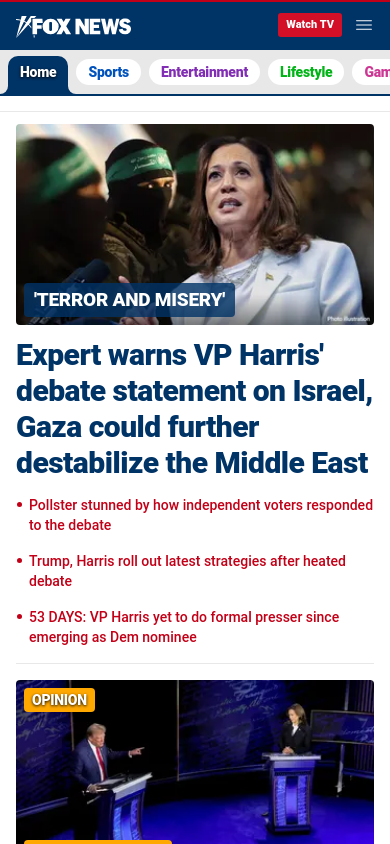 FOX NEWS
Watch TV
Home
Sports
Entertainment
Lifestyle
Gam
'TERROR AND MISERY'
Photo Illustration
Expert warns VP Harris'
debate statement on Israel,
Gaza could further
destabilize the Middle East
• Pollster stunned by how independent voters responded
to the debate
• Trump, Harris roll out latest strategies after heated
debate
• 53 DAYS: VP Harris yet to do formal presser since
emerging as Dem nominee
OPINION